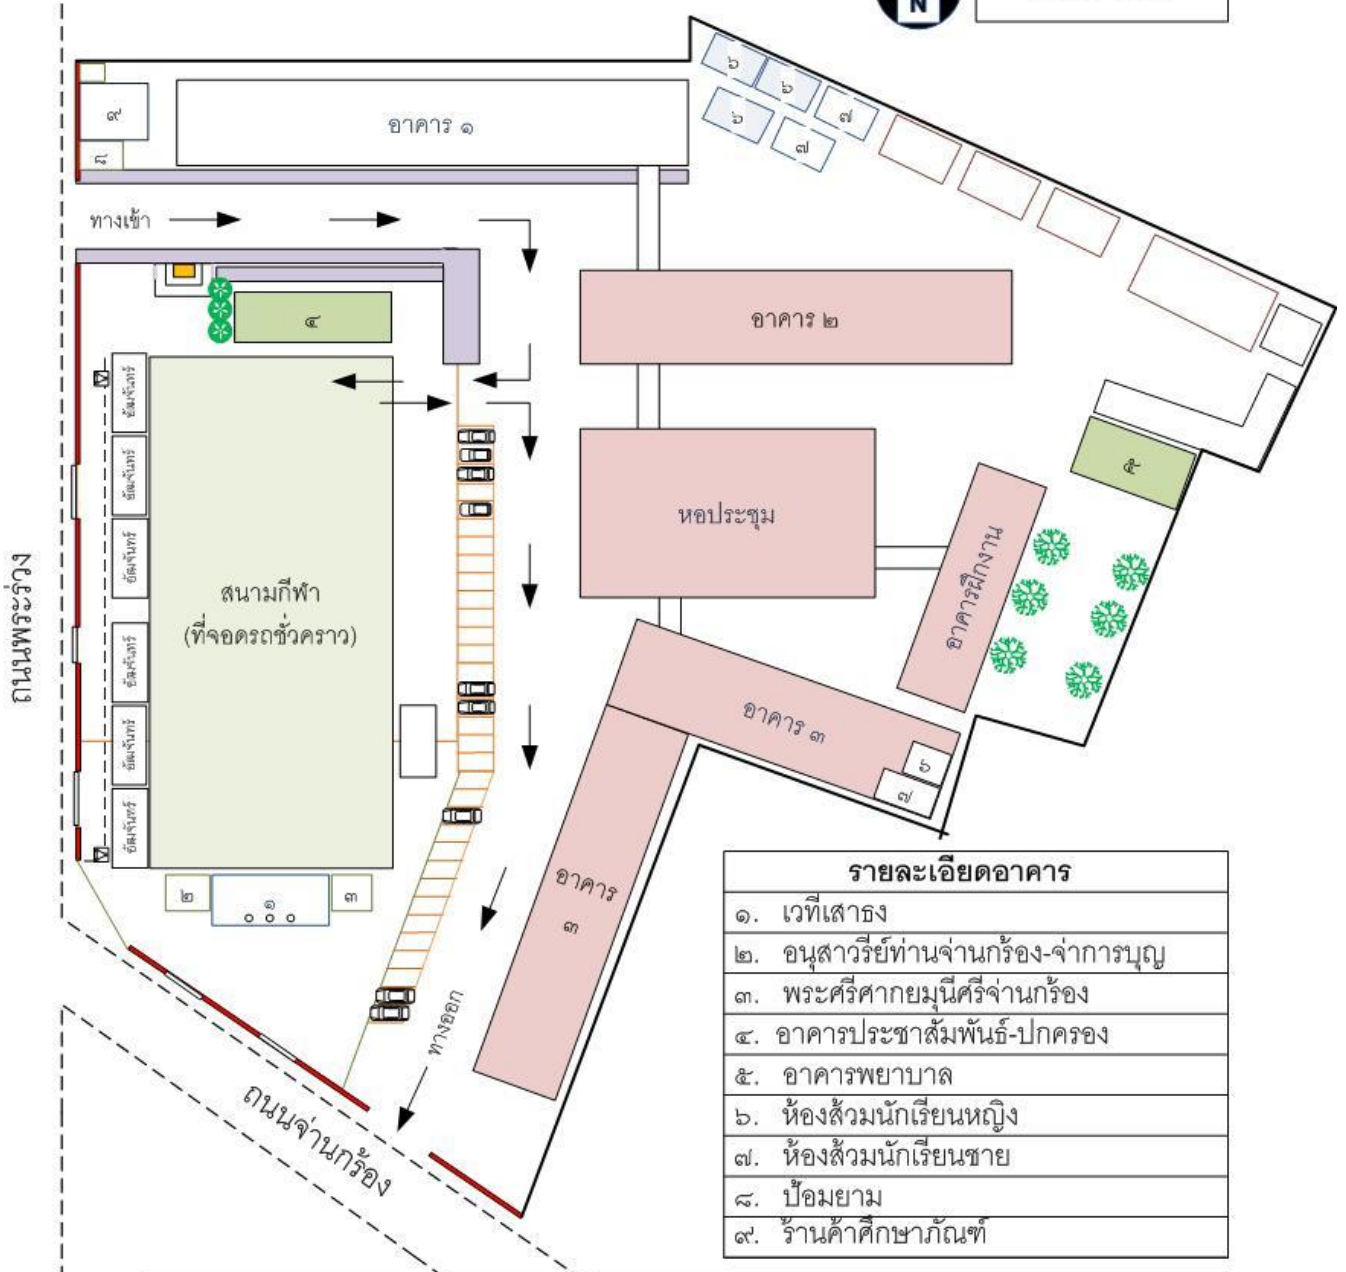 N
๖
๖
๗
๖
๗
๙
๘
อาคาร ๑
ทางเข้า
๔
อาคาร ๒
อัฒจันทร์
อัฒจันทร์
อัฒจันทร์
อัฒจันทร์
อัฒจันทร์
อัฒจันทร์
๕
หอประชุม
อาคารฝึกงาน
ถนนพระร่วง
สนามกีฬา
(ที่จอดรถชั่วคราว)
อาคาร ๓
๖
๗
อาคาร
๓
๒
๑
๓
ทางออก
ถนนจ่านกร้อง
รายละเอียดอาคาร
๑. เวทีเสาธง
๒. อนุสาวรีย์ท่านจ่านกร้อง-จ่าการบุญ
๓. พระศรีศากยมุนีศรีจ่านกร้อง
๔. อาคารประชาสัมพันธ์-ปกครอง
๕. อาคารพยาบาล
๖. ห้องส้วมนักเรียนหญิง
๗. ห้องส้วมนักเรียนชาย
๘. ป้อมยาม
๙. ร้านค้าศึกษาภัณฑ์